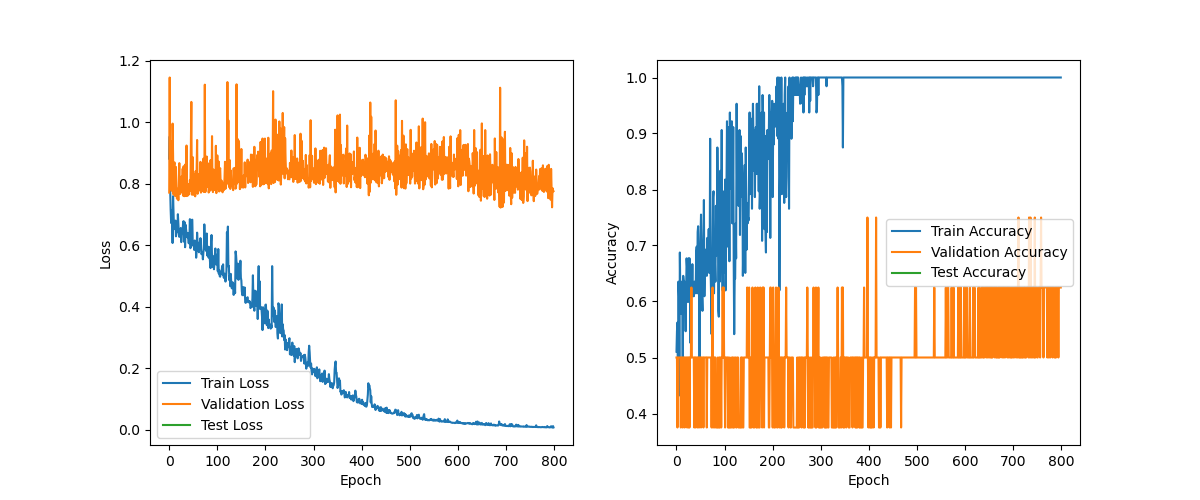 1.2
1.0
0.8
0.6
0.4
0.2
0.0
Loss
Train Loss
Validation Loss
Test Loss
0 100 200 300 400 500 600 700 800
Epoch
1.0
0.9
0.8
0.7
0.6
0.5
0.4
Accuracy
Train Accuracy
Validation Accuracy
Test Accuracy
0 100 200 300 400 500 600 700 800
Epoch